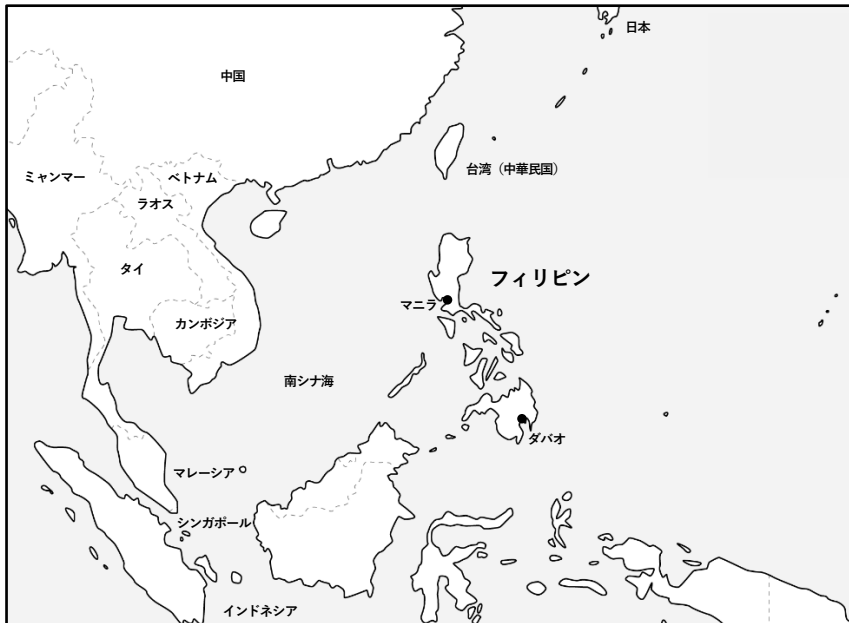 日本
中国
台湾（中華民国）
ミャンマー
ベトナム
ラオス
タイ
フィリピン
マニラ
カンボジア
南シナ海
ダバオ
マレーシア
シンガポール
インドネシア